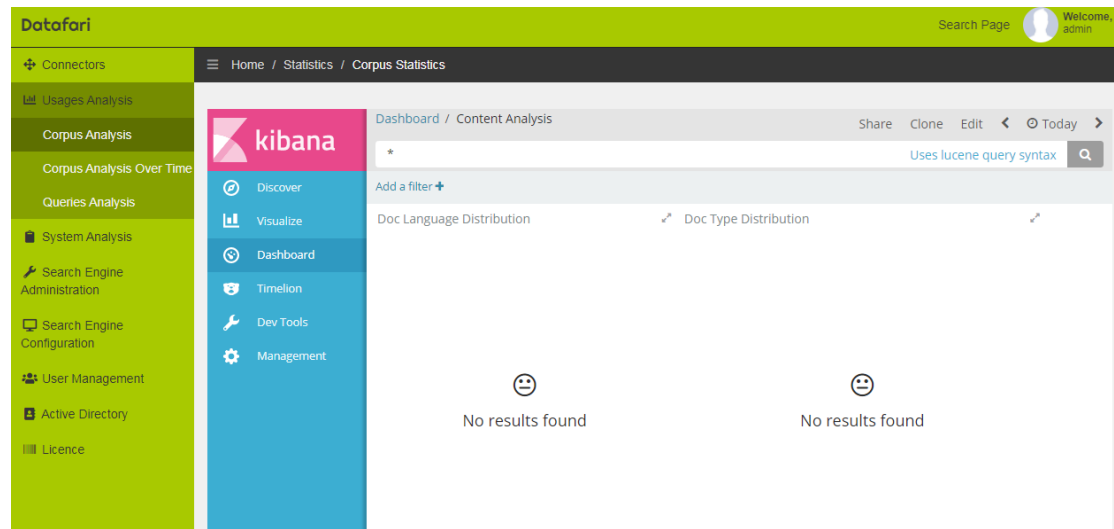 Datafari
Search Page
Welcome,
admin
Connectors
Usages Analysis
Corpus Analysis
Corpus Analysis Over Time
Queries Analysis
System Analysis
Search Engine
Administration
Search Engine
Configuration
User Management
Active Directory
Licence
Home / Statistics / Corpus Statistics
kibana
Discover
Visualize
Dashboard
Timelion
Dev Tools
Management
Dashboard / Content Analysis
Share Clone Edit Today
*
Uses lucene query syntax
Add a filter +
Doc Language Distribution
Doc Type Distribution
No results found
No results found